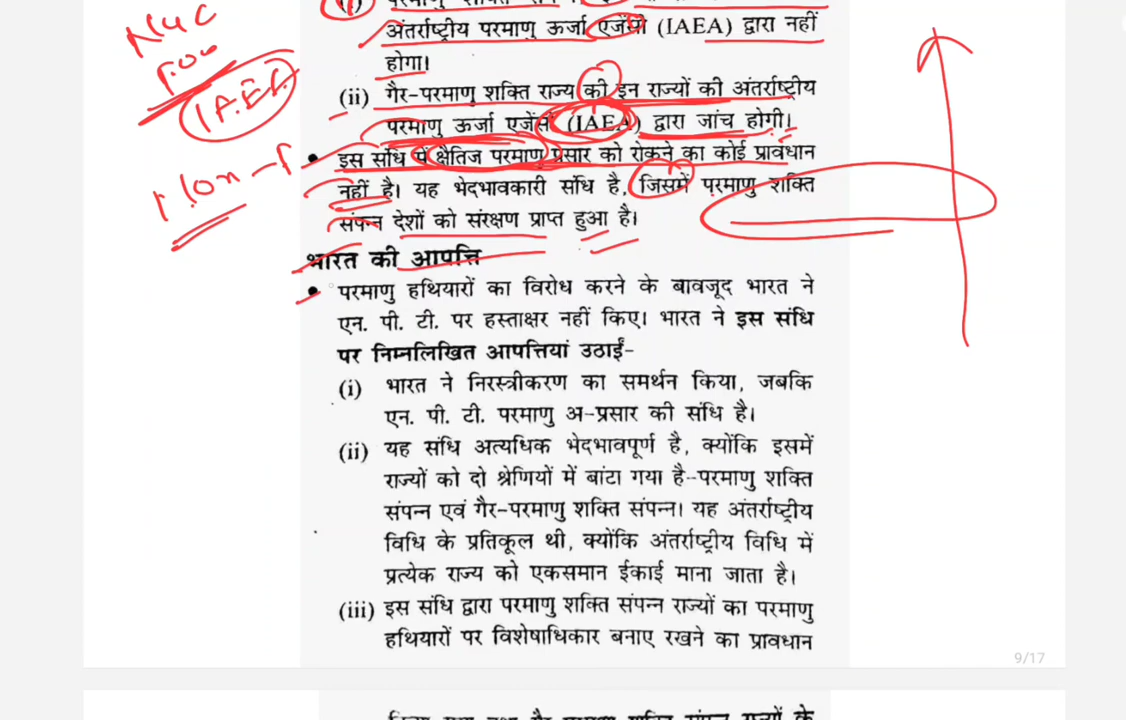 (i) परमाणु शक्ति
अंतर्राष्ट्रीय परमाणु ऊर्जा एजेंसी (IAEA) द्वारा नहीं
होगा।
(ii) गैर-परमाणु शक्ति राज्य की इन राज्यों की अंतर्राष्ट्रीय
परमाणु ऊर्जा एजेंसी (IAEA) द्वारा जांच होगी।
• इस संधि में क्षैतिज परमाणु प्रसार को रोकने का कोई प्रावधान
नहीं है। यह भेदभावकारी संधि है, जिसमें परमाणु शक्ति
संपन्न देशों को संरक्षण प्राप्त हुआ है।
भारत की आपत्ति
• परमाणु हथियारों का विरोध करने के बावजूद भारत ने
एन. पी. टी. पर हस्ताक्षर नहीं किए। भारत ने इस संधि
पर निम्नलिखित आपत्तियां उठाईं-
(i) भारत ने निरस्त्रीकरण का समर्थन किया, जबकि
एन. पी. टी. परमाणु अ-प्रसार की संधि है।
(ii) यह संधि अत्यधिक भेदभावपूर्ण है, क्योंकि इसमें
राज्यों को दो श्रेणियों में बांटा गया है--परमाणु शक्ति
संपन्न एवं गैर-परमाणु शक्ति संपन्न। यह अंतर्राष्ट्रीय
विधि के प्रतिकूल थी, क्योंकि अंतर्राष्ट्रीय विधि में
प्रत्येक राज्य को एकसमान ईकाई माना जाता है।
(iii) इस संधि द्वारा परमाणु शक्ति संपन्न राज्यों का परमाणु
हथियारों पर विशेषाधिकार बनाए रखने का प्रावधान
9/17
IAEA